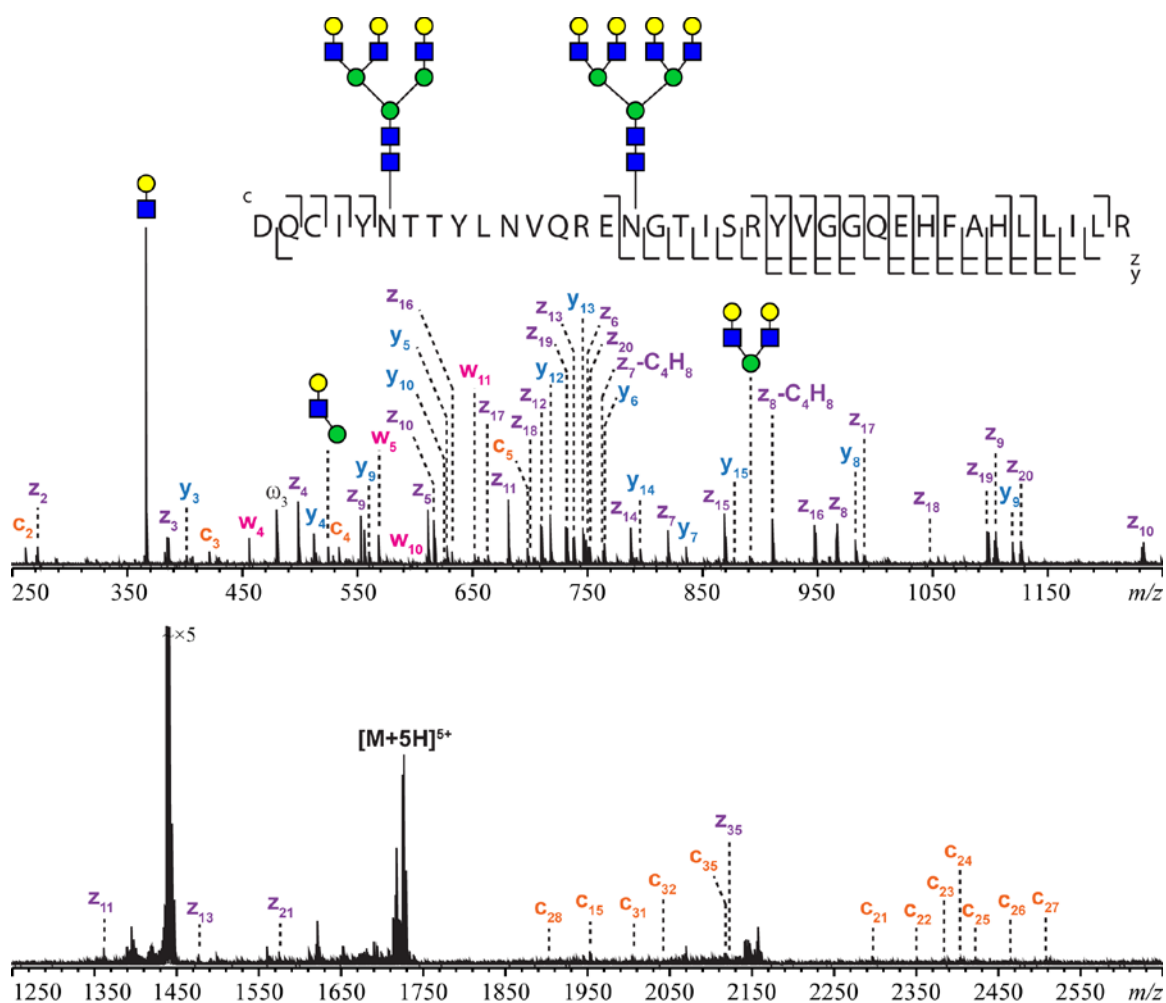 c
DQCIYNTTYLNVQRENGTISRYVGGQEHFAHLLILR
z
y
z₁₆
y₅
y₁₀
z₁₀
w₅
w₁₁
z₁₇
z₁₃
z₁₉
y₁₃
z₆
z₂₀
z₇-C₄H₈
y₁₂
z₁₂
z₁₈
c₅
y₆
z₈-C₄H₈
z₁₇
y₈
z₉
z₁₉
z₂₀
y₉
c₂
z₂
y₃
z₃
c₃
w₄
ω₃
z₄
y₄
c₄
z₉
y₉
w₁₀
z₅
z₁₁
z₁₄
y₁₄
z₇
y₇
z₁₅
y₁₅
z₁₆
z₈
z₁₈
z₁₀
250 350 450 550 650 750 850 950 1050 1150 m/z
×5
[M+5H]⁵⁺
z₁₁
z₁₃
z₂₁
c₂₈
c₁₅
c₃₁
c₃₂
c₃₅
z₃₅
c₂₁
c₂₂
c₂₃
c₂₄
c₂₅
c₂₆
c₂₇
1250 1350 1450 1550 1650 1750 1850 1950 2050 2150 2250 2350 2450 2550 m/z